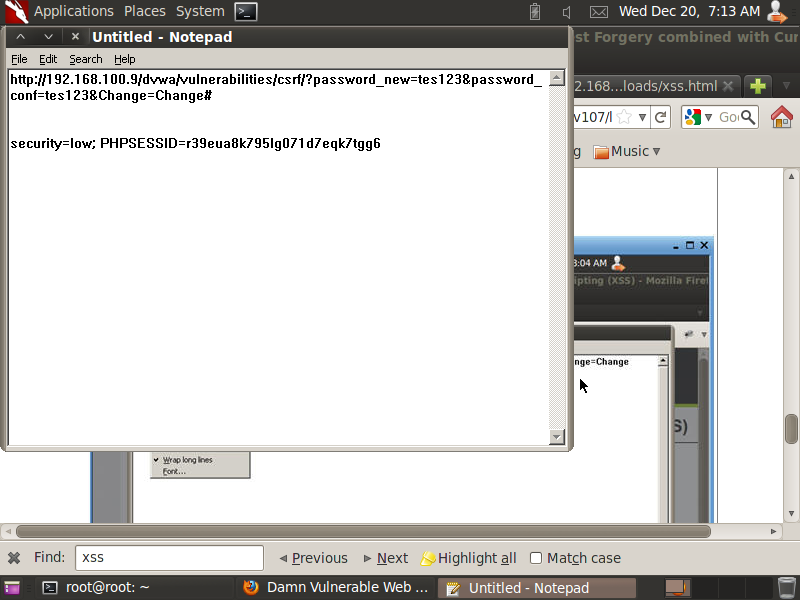 Applications Places System Wed Dec 20, 7:13 AM
Untitled - Notepad
st Forgery combined with Cur
File Edit Search Help
http://192.168.100.9/dvwa/vulnerabilities/csrf/?password_new=tes123&password_
conf=tes123&Change=Change#
security=low; PHPSESSID=r39eua8k795lg071d7eqk7tgg6
2.168...loads/xss.html
v107/l Goo
g Music
3:04 AM
ipting (XSS) - Mozilla Firef
nge=Change
S)
Wrap long lines
Font...
Find: xss Previous Next Highlight all Match case
root@root: ~ Damn Vulnerable Web ... Untitled - Notepad